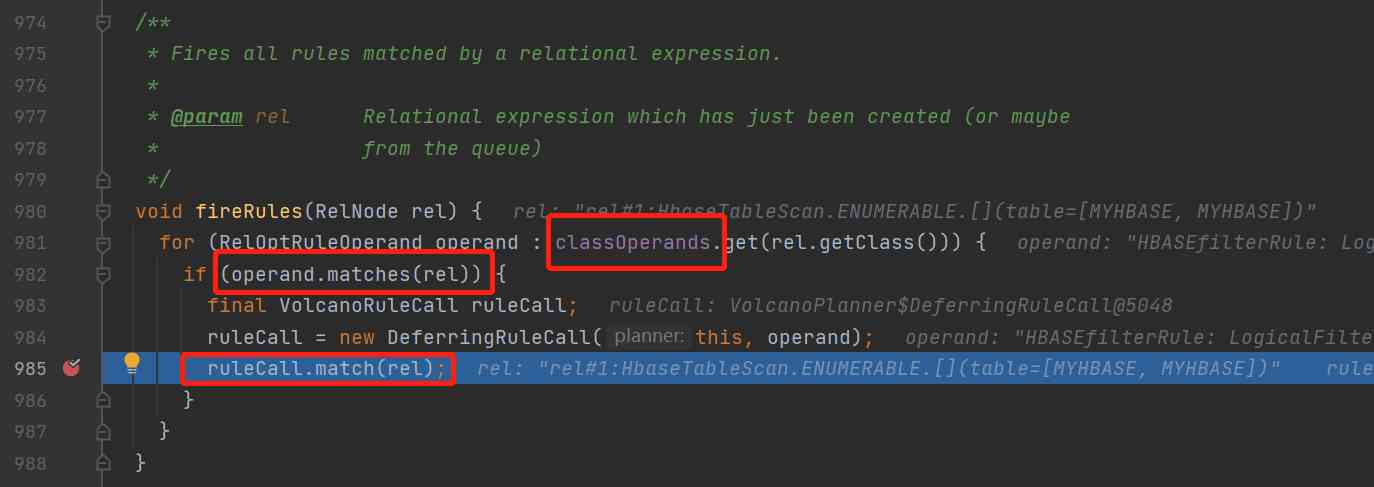 974 /**
975 * Fires all rules matched by a relational expression.
976 *
977 * @param rel Relational expression which has just been created (or maybe
978 * from the queue)
979 */
980 void fireRules(RelNode rel) { rel: "rel#1:HbaseTableScan.ENUMERABLE.[](table=[MYHBASE, MYHBASE])"
981 for (RelOptRuleOperand operand : classOperands.get(rel.getClass())) { operand: "HBASEfilterRule: Log
982 if (operand.matches(rel)) {
983 final VolcanoRuleCall ruleCall; ruleCall: VolcanoPlanner$DeferringRuleCall@5048
984 ruleCall = new DeferringRuleCall( planner: this, operand); operand: "HBASEfilterRule: LogicalFilte
985 ruleCall.match(rel); rel: "rel#1:HbaseTableScan.ENUMERABLE.[](table=[MYHBASE, MYHBASE])" rule
986 }
987 }
988 }